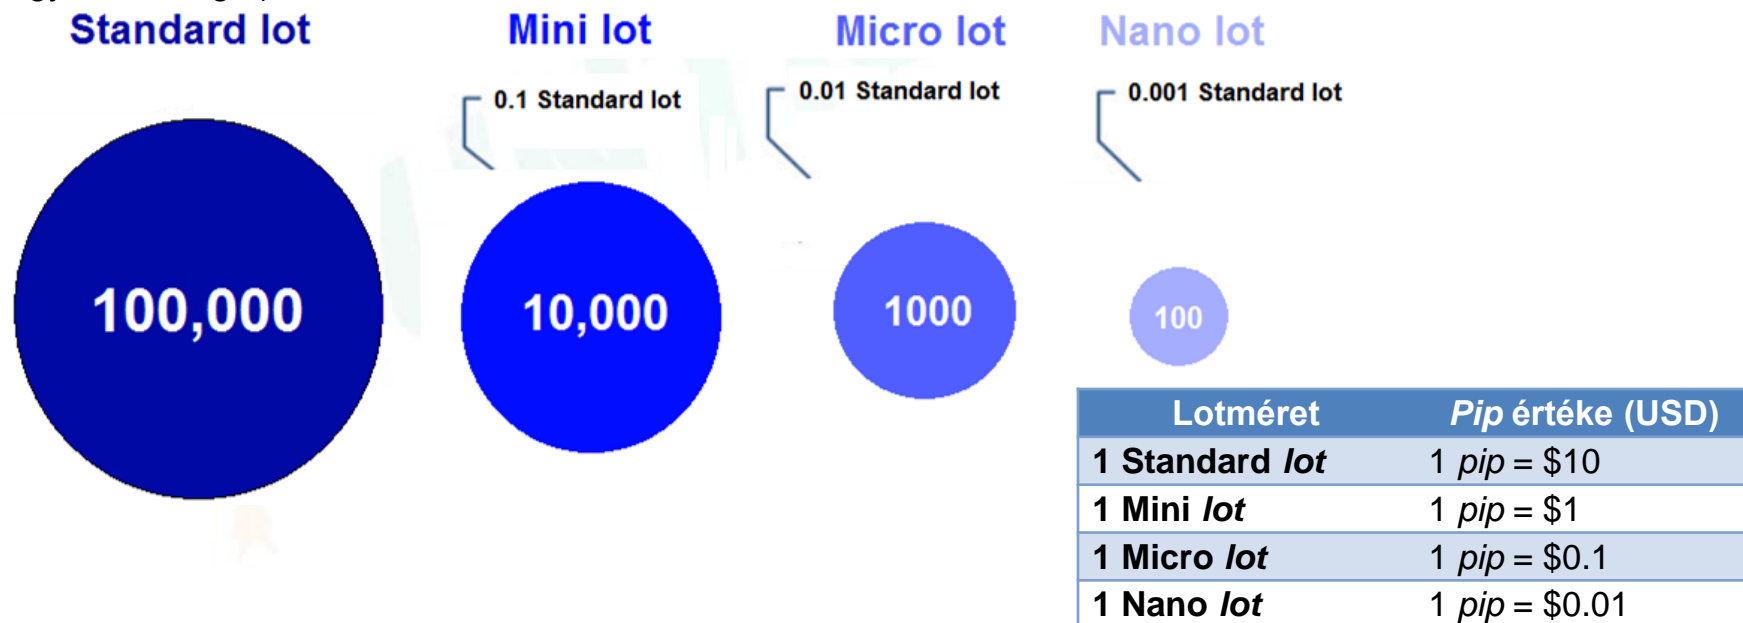 Standard lot Mini lot Micro lot Nano lot
0.1 Standard lot 0.01 Standard lot 0.001 Standard lot
100,000 10,000 1000 100
Lotméret Pip értéke (USD)
1 Standard lot 1 pip = $10
1 Mini lot 1 pip = $1
1 Micro lot 1 pip = $0.1
1 Nano lot 1 pip = $0.01